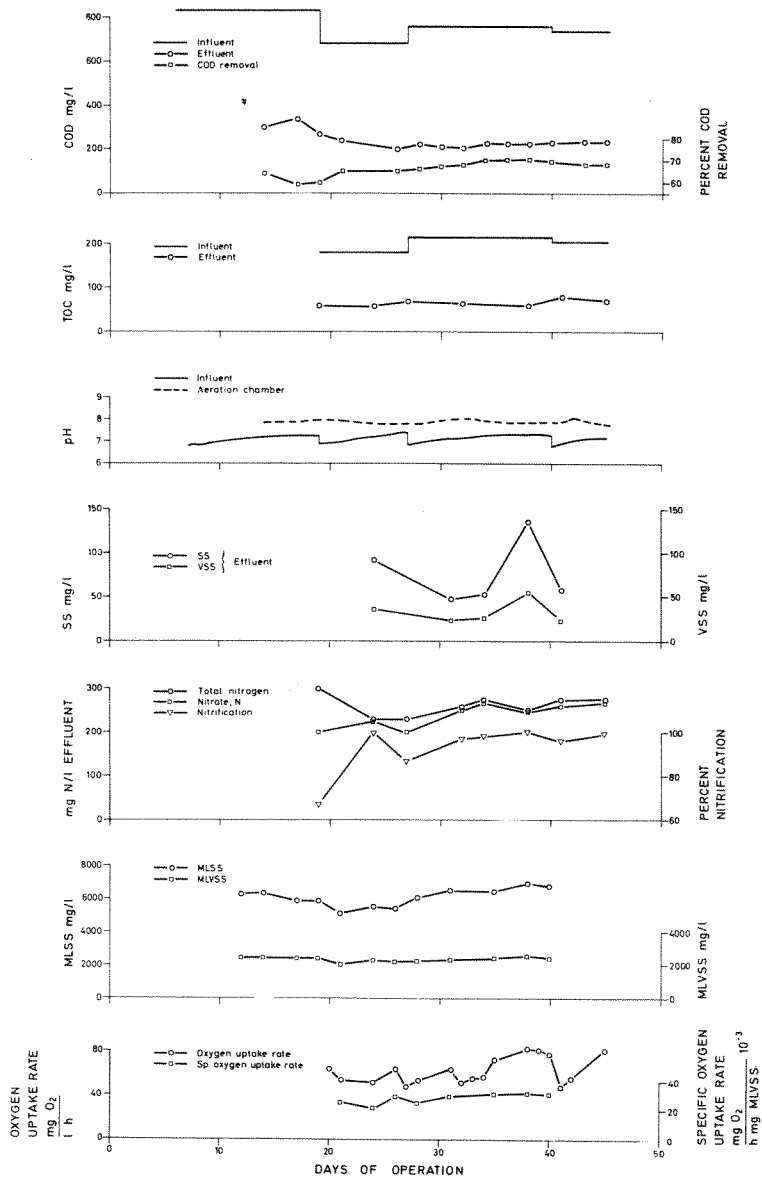 800
600
400
200
0
COD mg/l
Influent
Effluent
COD removal
80
70
60
PERCENT COD
REMOVAL
200
100
0
TOC mg/l
Influent
Effluent
9
8
7
6
pH
Influent
Aeration chamber
150
100
50
0
SS mg/l
SS
VSS
Effluent
150
100
50
0
VSS mg/l
300
200
100
0
mg N/l EFFLUENT
Total nitrogen
Nitrate, N
Nitrification
100
80
60
PERCENT
NITRIFICATION
8000
6000
4000
2000
0
MLSS mg/l
MLSS
MLVSS
4000
2000
0
MLVSS mg/l
80
40
0
OXYGEN
UPTAKE RATE
mg O2
l h
Oxygen uptake rate
Sp. oxygen uptake rate
40
20
0
SPECIFIC OXYGEN
UPTAKE RATE
mg O2
h mg MLVSS
10-3
0
10
20
30
40
50
DAYS OF OPERATION